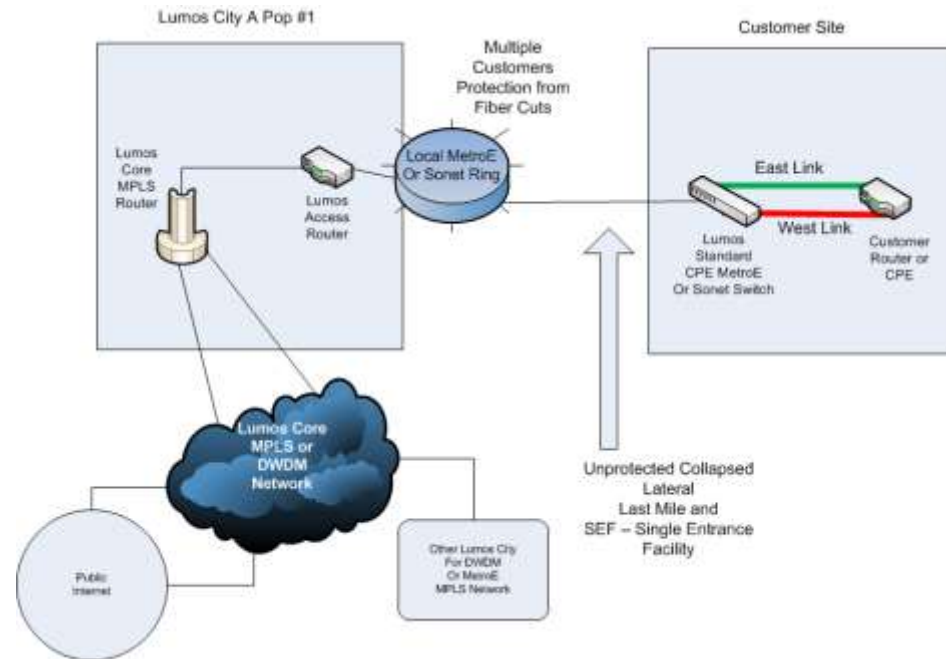 Lumos City A Pop #1
Customer Site
Multiple
Customers
Protection from
Fiber Cuts
Lumos
Core
MPLS
Router
Lumos
Access
Router
Local MetroE
Or Sonet Ring
East Link
West Link
Lumos
Standard
CPE MetroE
Or Sonet Switch
Customer
Router or
CPE
Lumos Core
MPLS or
DWDM
Network
Unprotected Collapsed
Lateral
Last Mile and
SEF – Single Entrance
Facility
Public
Internet
Other Lumos City
For DWDM
Or MetroE
MPLS Network